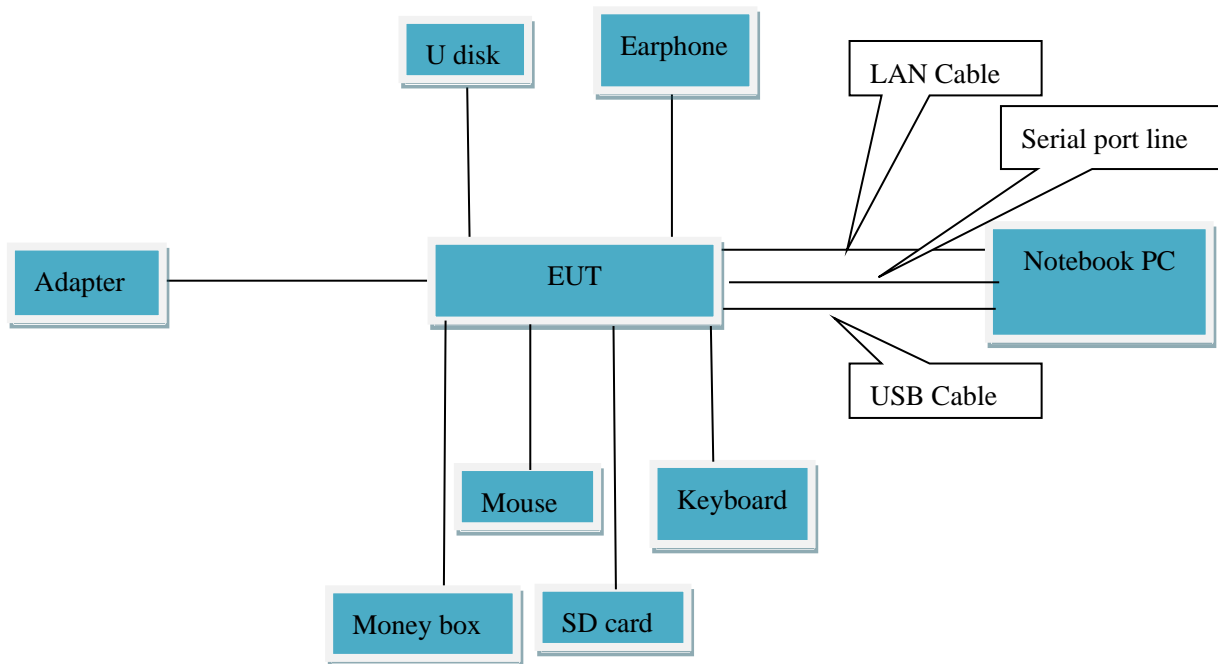 U disk
Earphone
LAN Cable
Serial port line
Adapter
EUT
Notebook PC
USB Cable
Mouse
Keyboard
Money box
SD card